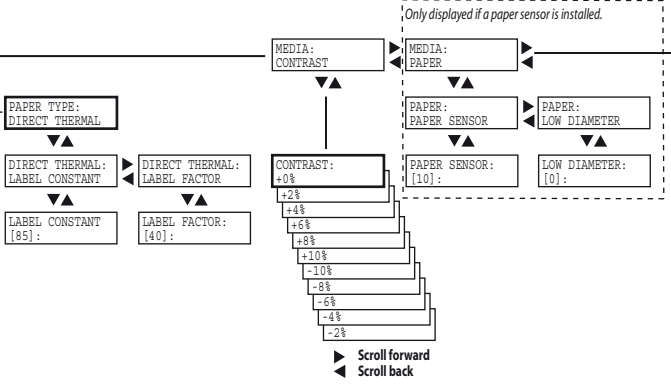 Only displayed if a paper sensor is installed.
MEDIA:
CONTRAST
MEDIA:
PAPER
PAPER TYPE:
DIRECT THERMAL
PAPER:
PAPER SENSOR
PAPER:
LOW DIAMETER
DIRECT THERMAL:
LABEL CONSTANT
DIRECT THERMAL:
LABEL FACTOR
CONTRAST:
+0%
PAPER SENSOR:
[10]:
LOW DIAMETER:
[0]:
+2%
+4%
+6%
+8%
+10%
-10%
-8%
-6%
-4%
-2%
LABEL CONSTANT
[85]:
LABEL FACTOR:
[40]:
Scroll forward
Scroll back